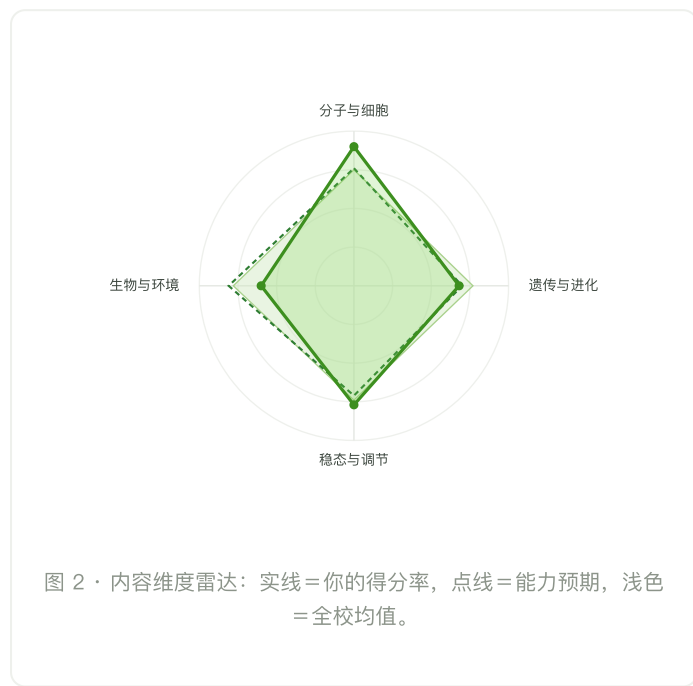 分子与细胞
生物与环境
遗传与进化
稳态与调节
图 2 · 内容维度雷达：实线＝你的得分率，点线＝能力预期，浅色
＝全校均值。